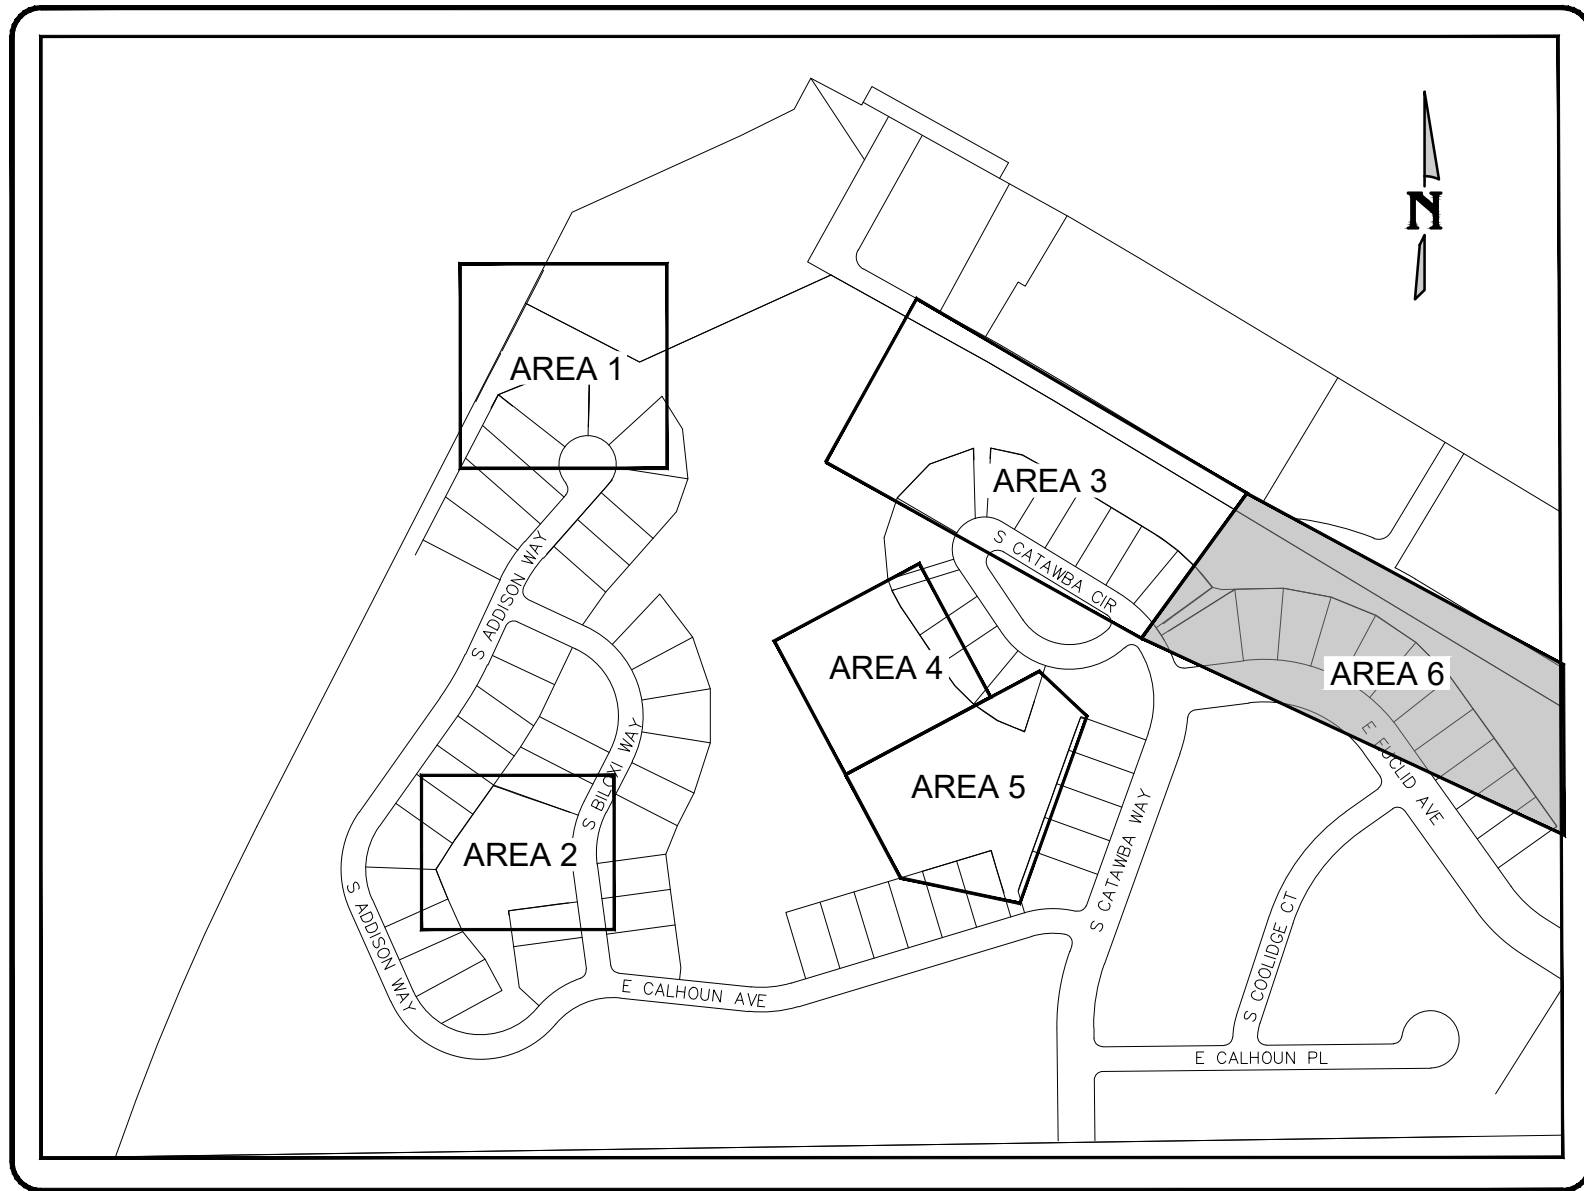 N
AREA 1
AREA 3
S CATAWBA CIR
S ADDISON WAY
AREA 4
AREA 6
S BILOXI WAY
E EUCLID AVE
AREA 5
AREA 2
S CATAWBA WAY
S ADDISON WAY
S COOLIDGE CT
E CALHOUN AVE
E CALHOUN PL